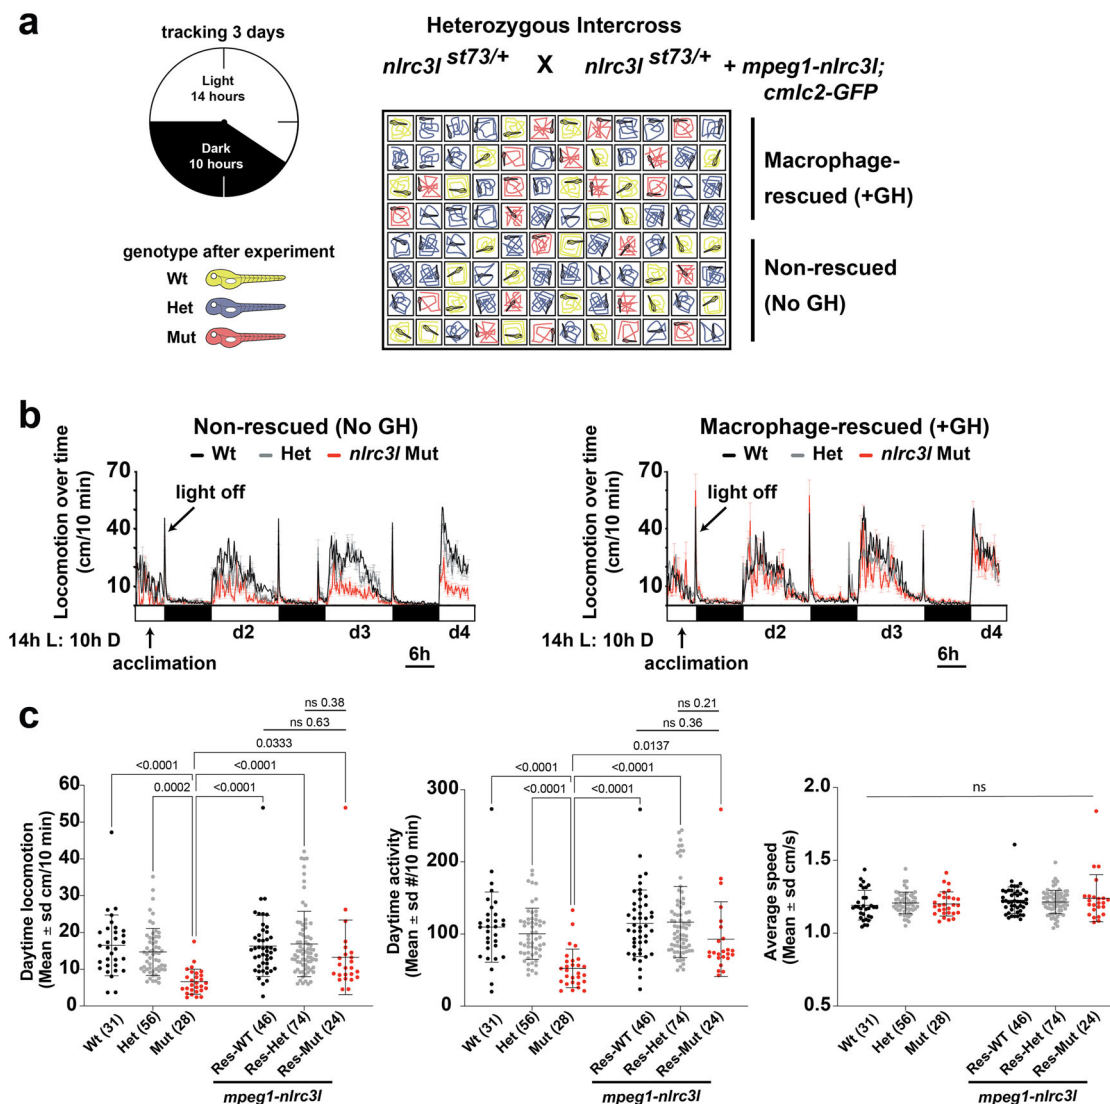 a
tracking 3 days
Light
14 hours
Dark
10 hours
genotype after experiment
Wt
Het
Mut
Heterozygous Intercross
nlrc3l st73/+ X nlrc3l st73/+ + mpeg1-nlrc3l;
cmlc2-GFP
Macrophage-
rescued (+GH)
Non-rescued
(No GH)
b
Non-rescued (No GH)
Wt Het nlrc3l Mut
Locomotion over time
(cm/10 min)
70
40
10
light off
d2 d3 d4
14h L: 10h D
acclimation
6h
Macrophage-rescued (+GH)
Wt Het nlrc3l Mut
Locomotion over time
(cm/10 min)
70
40
10
light off
d2 d3 d4
14h L: 10h D
acclimation
6h
c
ns 0.38
ns 0.63
0.0333
<0.0001 <0.0001
0.0002 <0.0001
Daytime locomotion
(Mean ± sd cm/10 min)
60
50
40
30
20
10
0
Wt (31)
Het (56)
Mut (28)
Res-WT (46)
Res-Het (74)
Res-Mut (24)
mpeg1-nlrc3l
ns 0.21
ns 0.36
0.0137
<0.0001 <0.0001
<0.0001 <0.0001
Daytime activity
(Mean ± sd #/10 min)
300
200
100
0
Wt (31)
Het (56)
Mut (28)
Res-WT (46)
Res-Het (74)
Res-Mut (24)
mpeg1-nlrc3l
ns
Average speed
(Mean ± sd cm/s)
2.0
1.5
1.0
0.5
Wt (31)
Het (56)
Mut (28)
Res-WT (46)
Res-Het (74)
Res-Mut (24)
mpeg1-nlrc3l